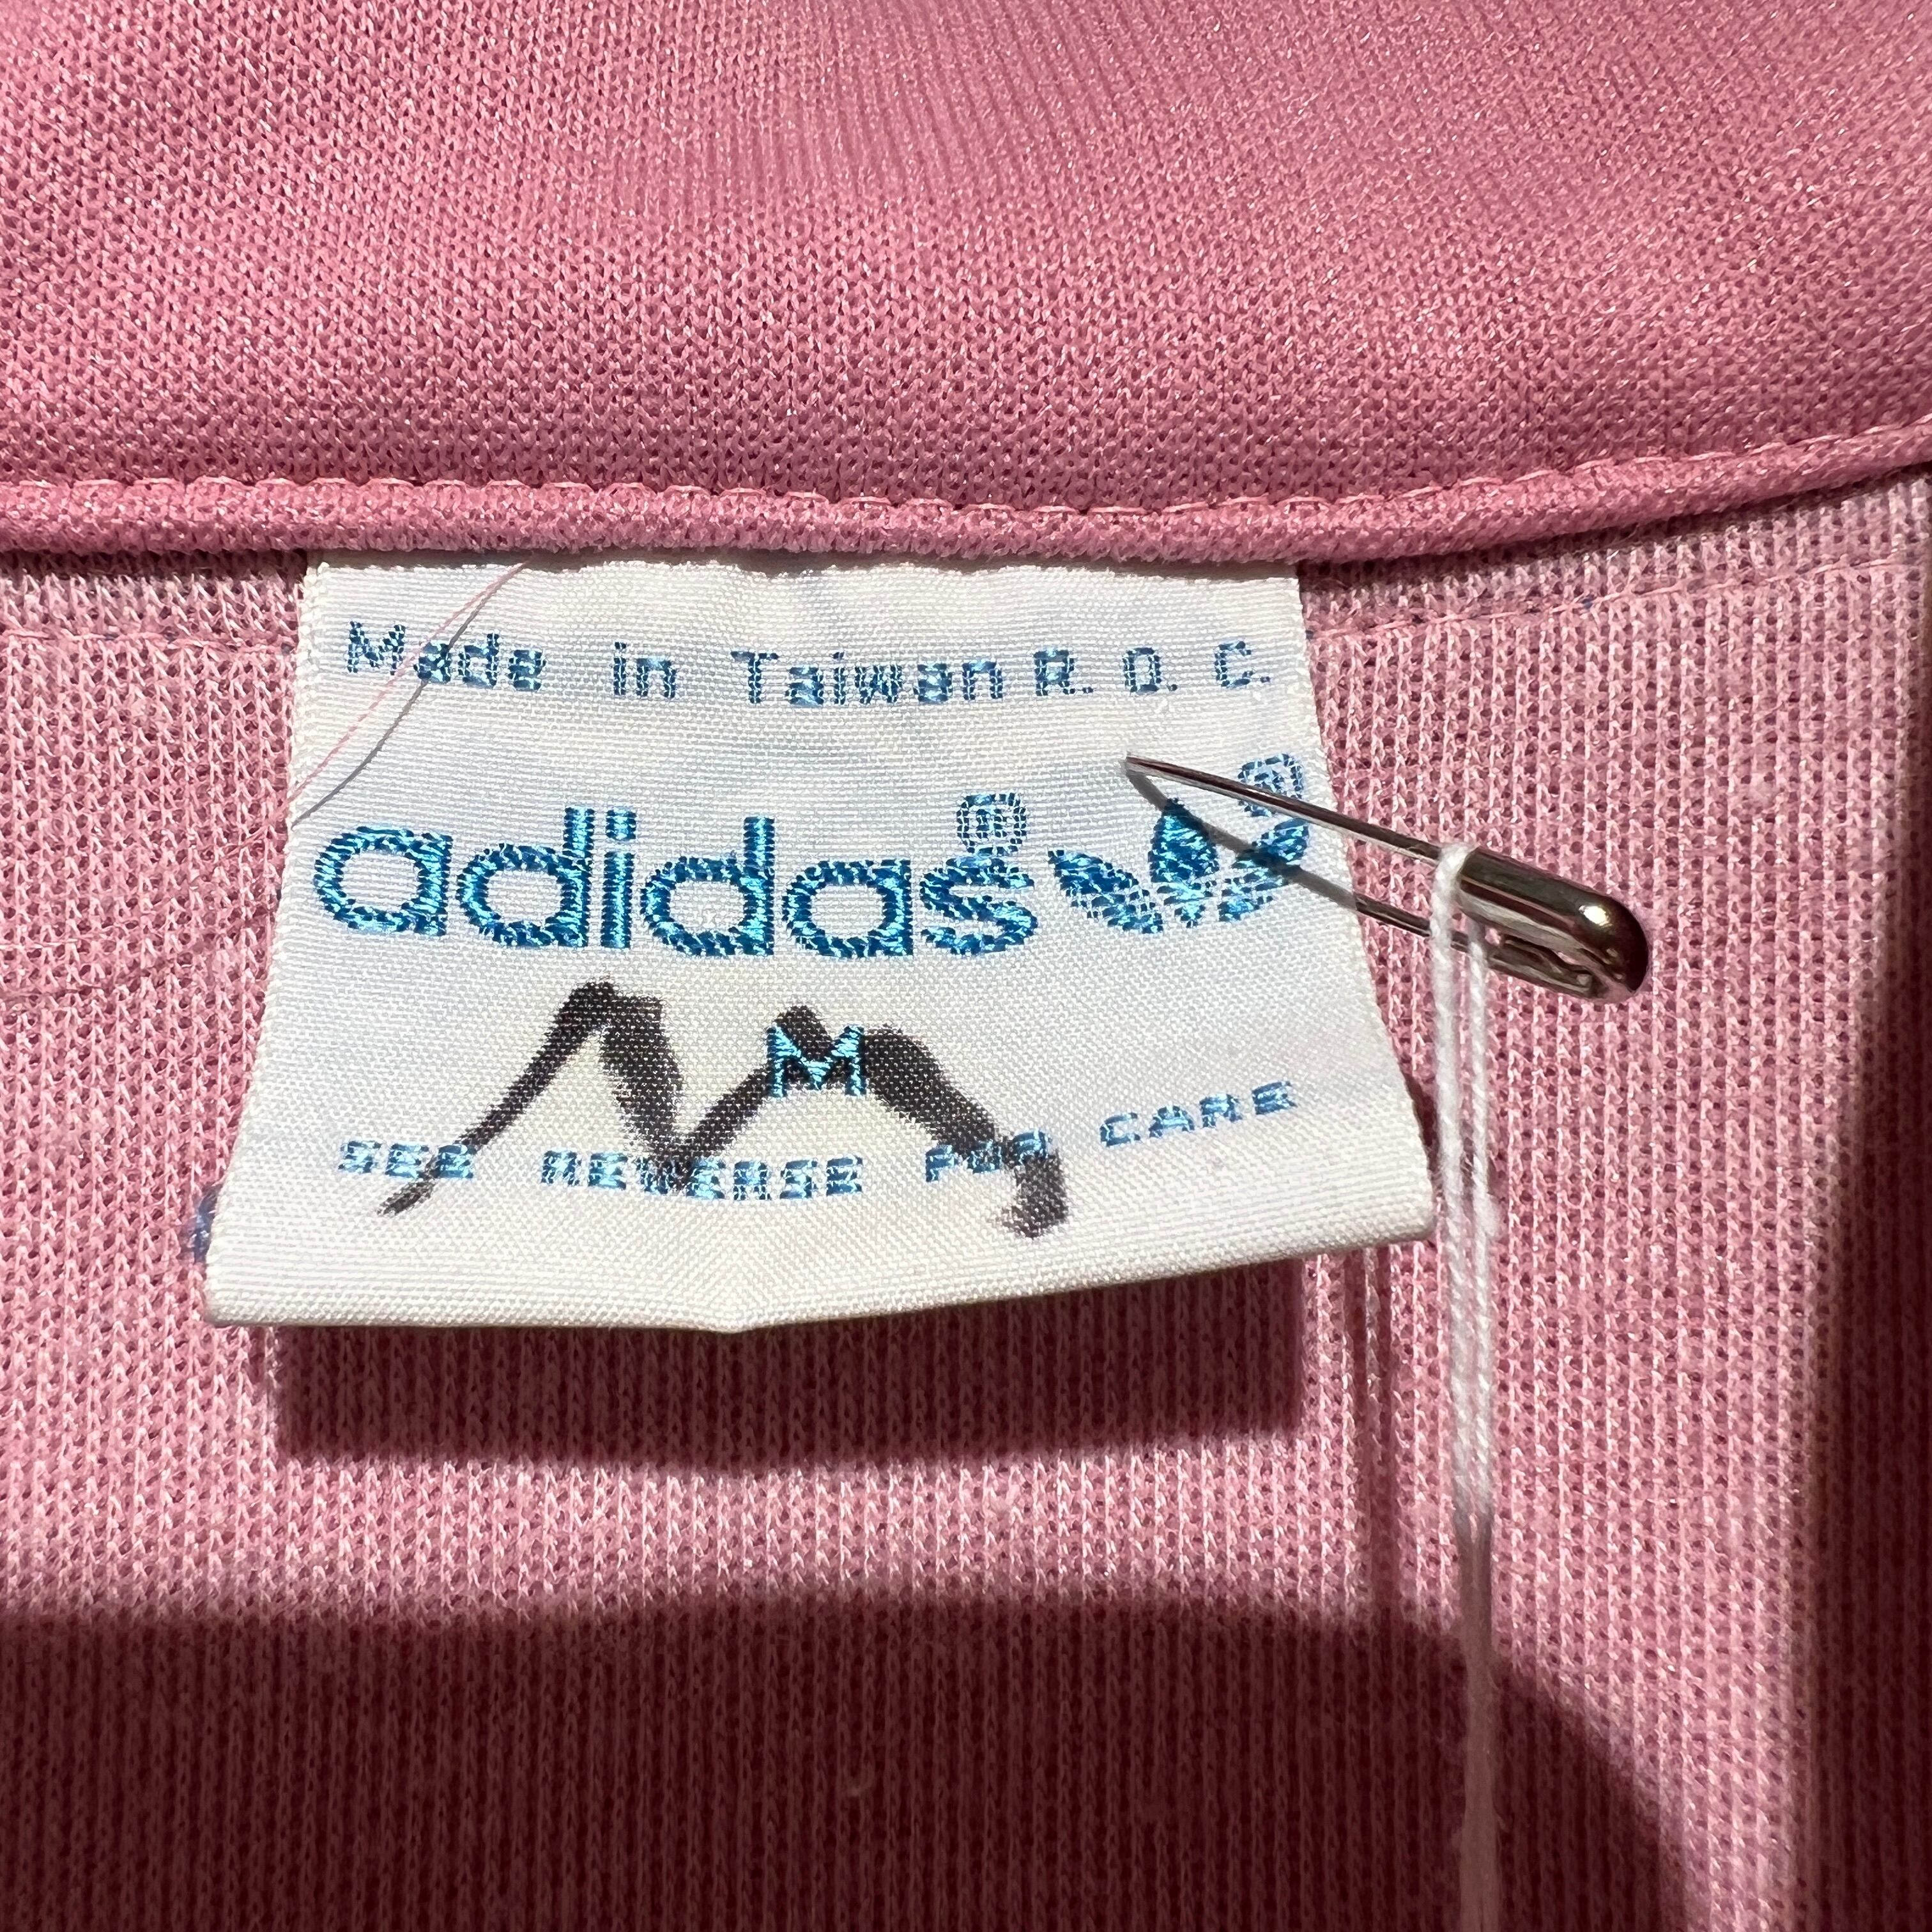 Made in Taiwan R.O.C.
adidas® ®
M
M
SEE REVERSE FOR CARE